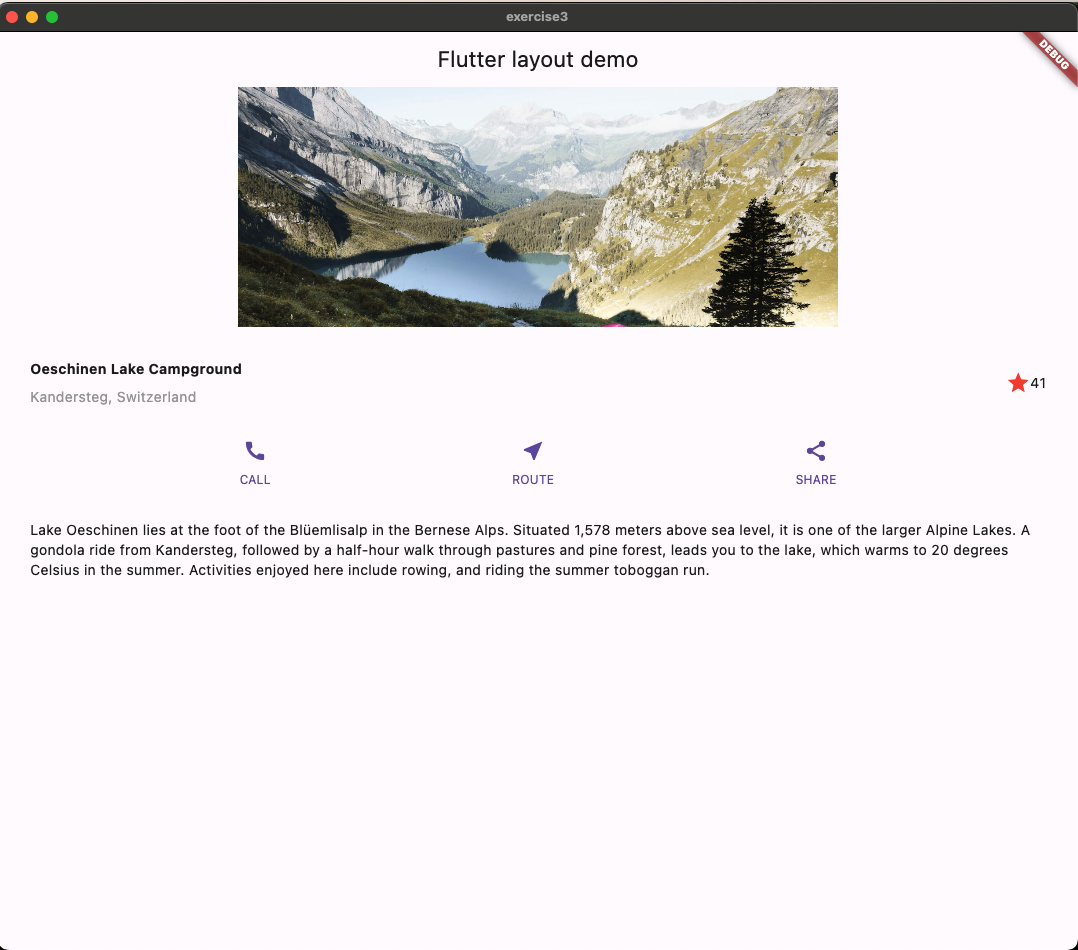 exercise3
DEBUG
Flutter layout demo
Oeschinen Lake Campground
Kandersteg, Switzerland
41
CALL
ROUTE
SHARE
Lake Oeschinen lies at the foot of the Blüemlisalp in the Bernese Alps. Situated 1,578 meters above sea level, it is one of the larger Alpine Lakes. A
gondola ride from Kandersteg, followed by a half-hour walk through pastures and pine forest, leads you to the lake, which warms to 20 degrees
Celsius in the summer. Activities enjoyed here include rowing, and riding the summer toboggan run.